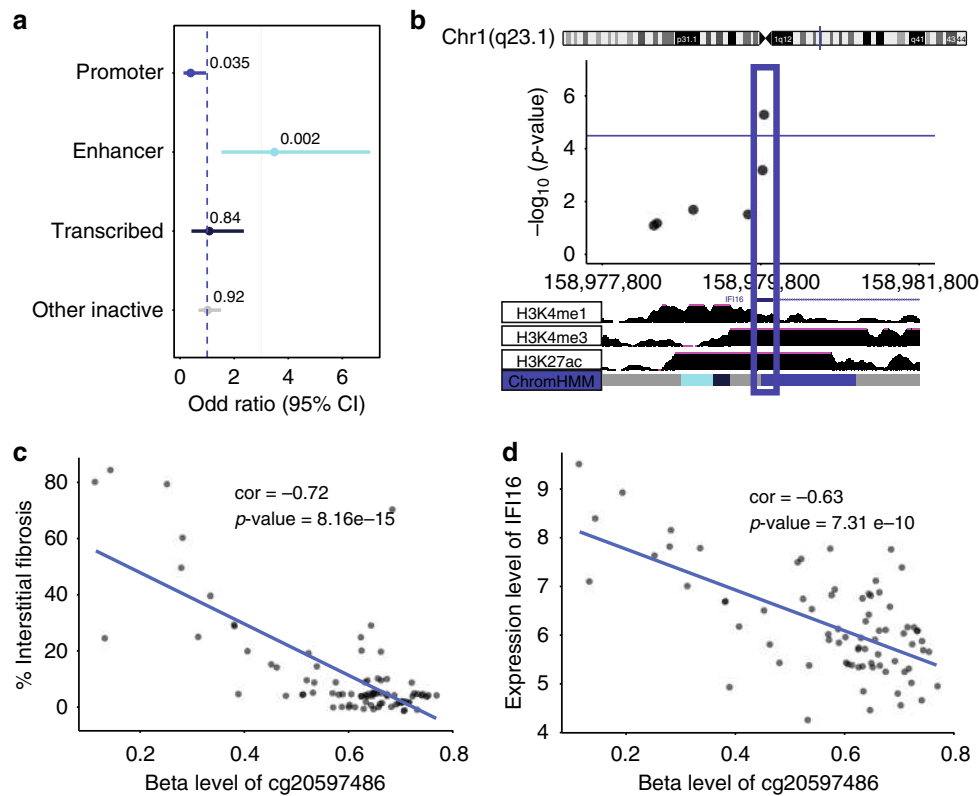 a
Promoter
0.035
Enhancer
0.002
Transcribed
0.84
Other inactive
0.92
0 2 4 6
Odd ratio (95% CI)
b
Chr1(q23.1)
p31.1 1q12 q41 43 44
−log10 (p-value)
6
4
2
0
158,977,800 158,979,800 158,981,800
IFI16
H3K4me1
H3K4me3
H3K27ac
ChromHMM
c
% Interstitial fibrosis
80
60
40
20
0
cor = −0.72
p-value = 8.16e−15
0.2 0.4 0.6 0.8
Beta level of cg20597486
d
Expression level of IFI16
9
8
7
6
5
4
cor = −0.63
p-value = 7.31 e−10
0.2 0.4 0.6 0.8
Beta level of cg20597486